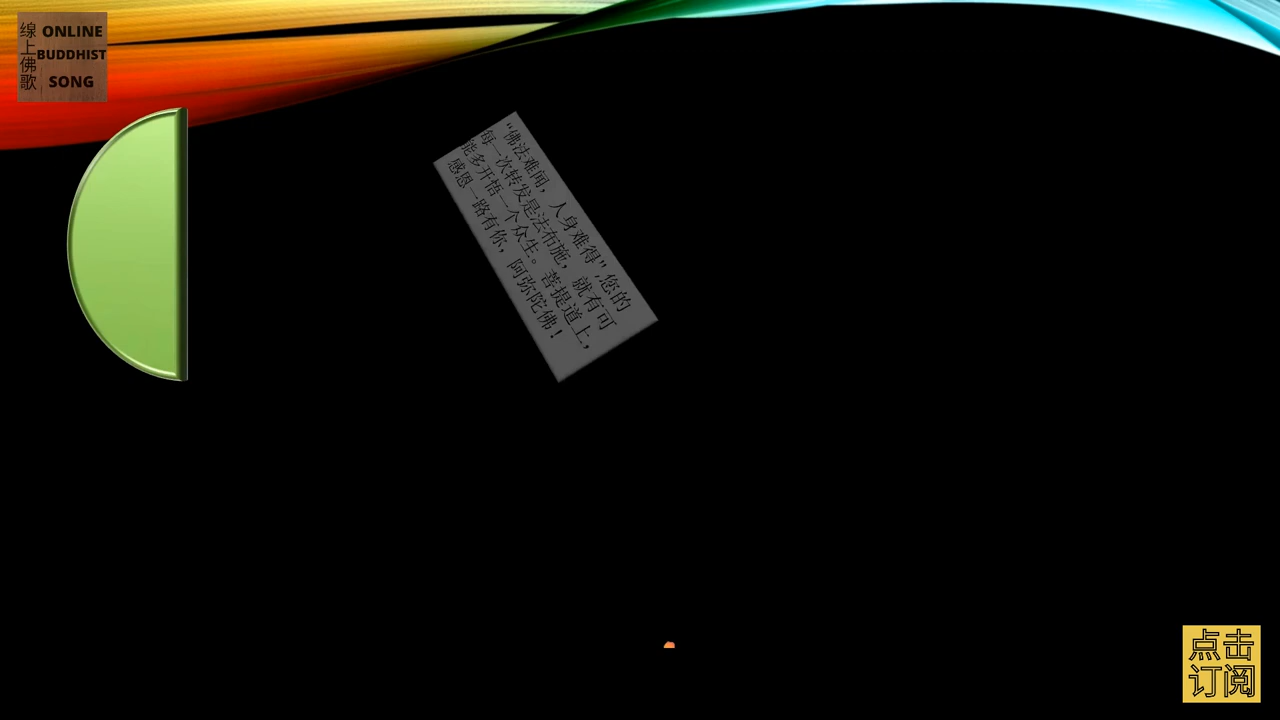 线上佛歌
ONLINE
BUDDHIST
SONG
“佛法难闻，人身难得”,您的
每一次转发是法布施，就有可
能多开悟一个众生。菩提道上，
感恩一路有你，阿弥陀佛！
点击
订阅